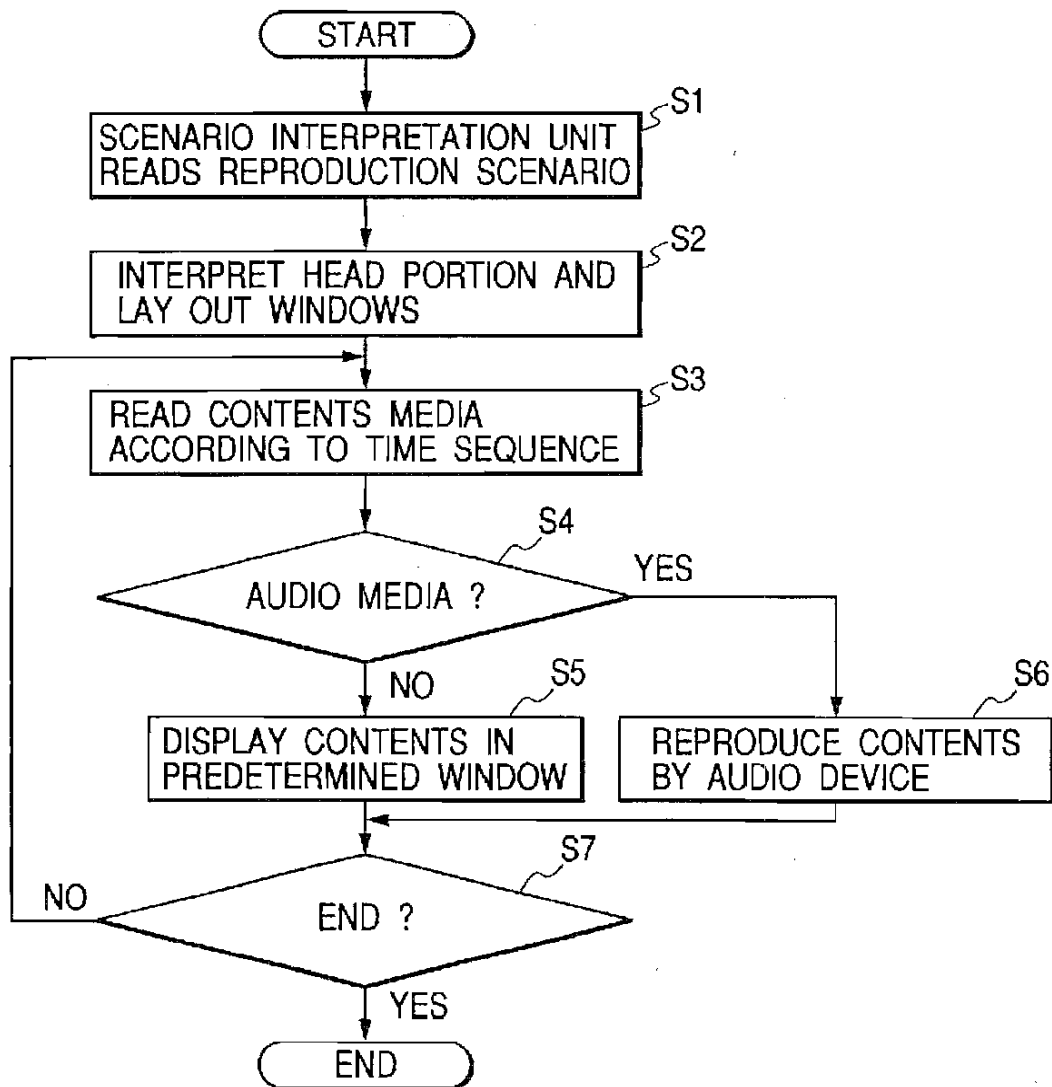 START
S1
SCENARIO INTERPRETATION UNIT
READS REPRODUCTION SCENARIO
S2
INTERPRET HEAD PORTION AND
LAY OUT WINDOWS
S3
READ CONTENTS MEDIA
ACCORDING TO TIME SEQUENCE
S4
AUDIO MEDIA ?
YES
NO
S5
DISPLAY CONTENTS IN
PREDETERMINED WINDOW
S6
REPRODUCE CONTENTS
BY AUDIO DEVICE
S7
END ?
NO
YES
END